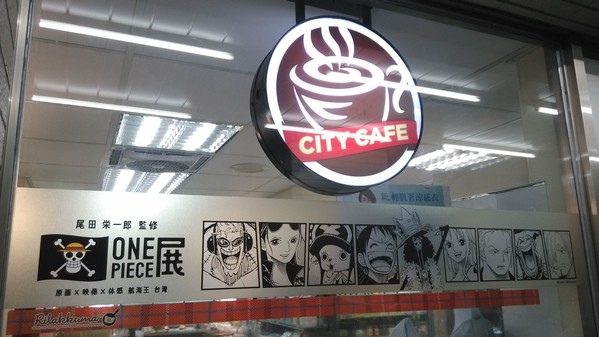 CITY CAFE
尾田 栄一郎 監修
ONE PIECE展
原画×映像×体感 航海王 台灣
Rilakkuma